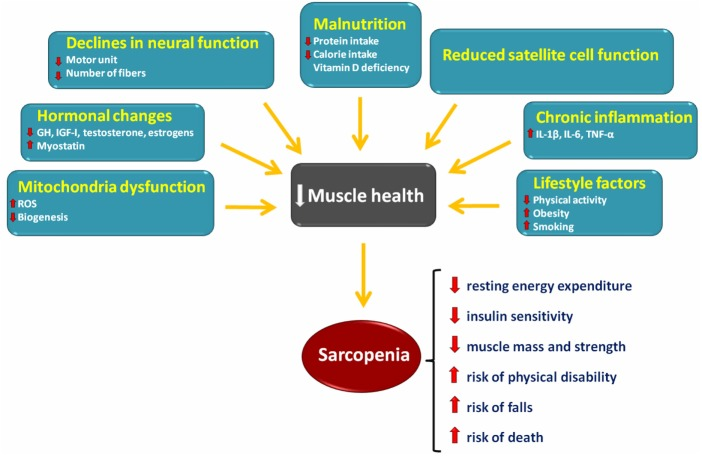 Malnutrition
Protein intake
Calorie intake
Vitamin D deficiency
Declines in neural function
Motor unit
Number of fibers
Reduced satellite cell function
Hormonal changes
GH, IGF-I, testosterone, estrogens
Myostatin
Chronic inflammation
IL-1β, IL-6, TNF-α
Mitochondria dysfunction
ROS
Biogenesis
Muscle health
Lifestyle factors
Physical activity
Obesity
Smoking
Sarcopenia
resting energy expenditure
insulin sensitivity
muscle mass and strength
risk of physical disability
risk of falls
risk of death